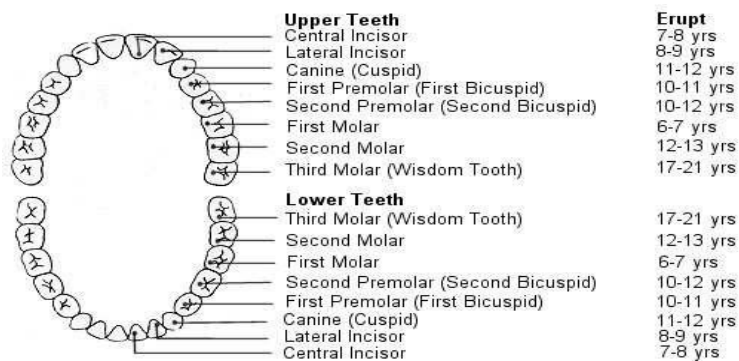 Upper Teeth Erupt
Central Incisor 7-8 yrs
Lateral Incisor 8-9 yrs
Canine (Cuspid) 11-12 yrs
First Premolar (First Bicuspid) 10-11 yrs
Second Premolar (Second Bicuspid) 10-12 yrs
First Molar 6-7 yrs
Second Molar 12-13 yrs
Third Molar (Wisdom Tooth) 17-21 yrs
Lower Teeth
Third Molar (Wisdom Tooth) 17-21 yrs
Second Molar 12-13 yrs
First Molar 6-7 yrs
Second Premolar (Second Bicuspid) 10-12 yrs
First Premolar (First Bicuspid) 10-11 yrs
Canine (Cuspid) 11-12 yrs
Lateral Incisor 8-9 yrs
Central Incisor 7-8 yrs